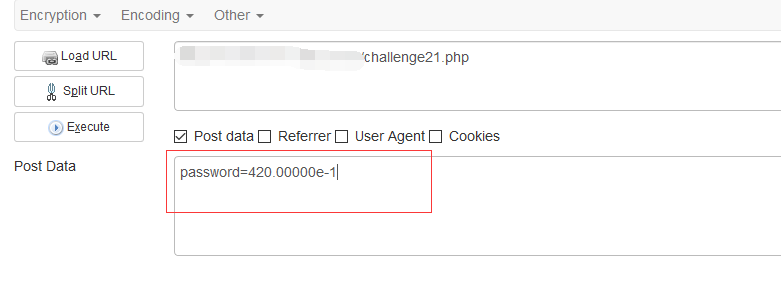 Encryption Encoding Other
Load URL
/challenge21.php
Split URL
Execute
Post data Referrer User Agent Cookies
Post Data
password=420.00000e-1